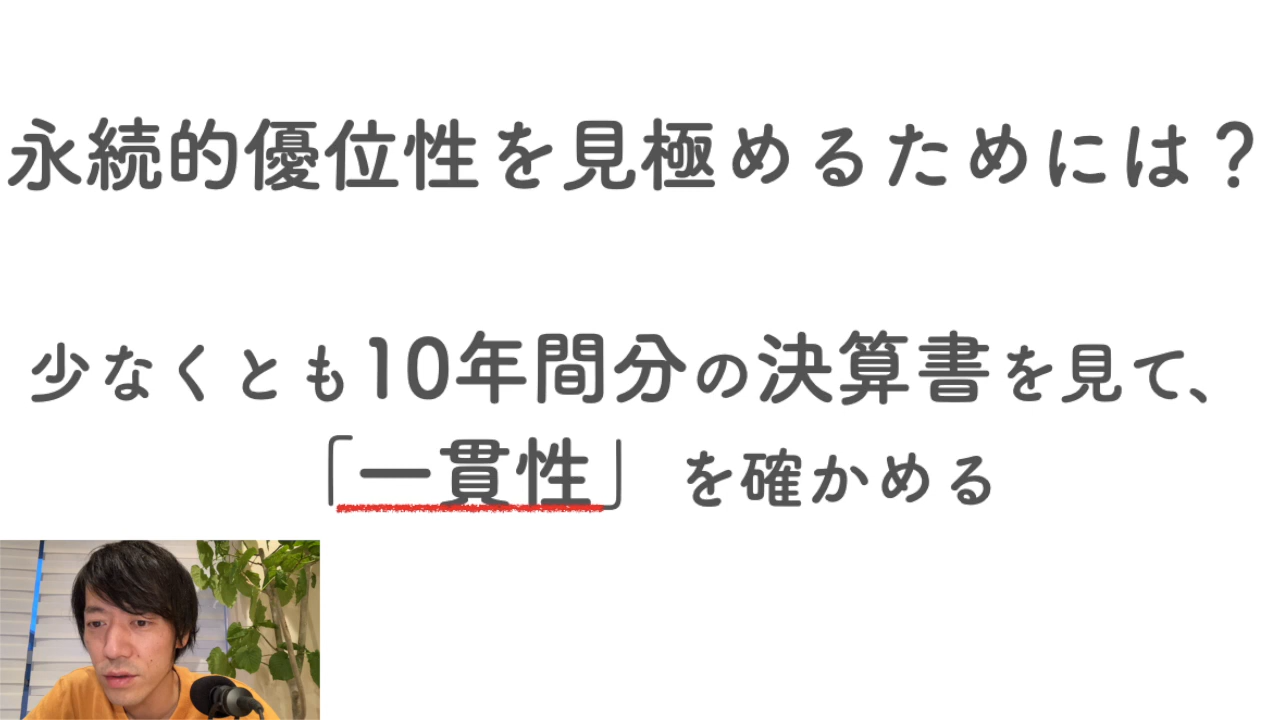 永続的優位性を見極めるためには？
少なくとも10年間分の決算書を見て、
「一貫性」を確かめる